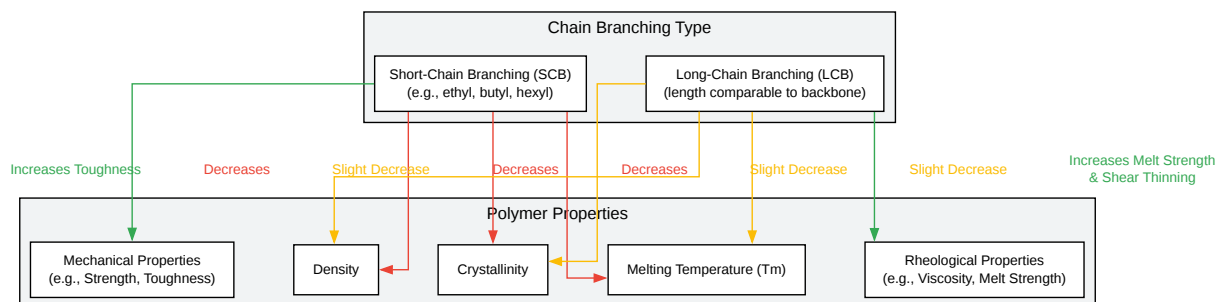 Chain Branching Type
Short-Chain Branching (SCB)
(e.g., ethyl, butyl, hexyl)
Long-Chain Branching (LCB)
(length comparable to backbone)
Increases Toughness
Decreases
Slight Decrease
Decreases
Decreases
Slight Decrease
Slight Decrease
Increases Melt Strength
& Shear Thinning
Polymer Properties
Mechanical Properties
(e.g., Strength, Toughness)
Density
Crystallinity
Melting Temperature (Tm)
Rheological Properties
(e.g., Viscosity, Melt Strength)